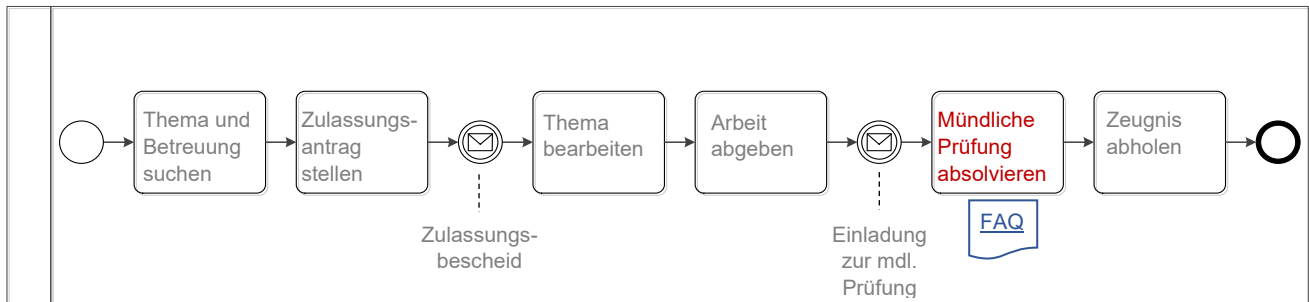 Thema und
Betreuung
suchen
Zulassungs-
antrag
stellen
Zulassungs-
bescheid
Thema
bearbeiten
Arbeit
abgeben
Einladung
zur mdl.
Prüfung
Mündliche
Prüfung
absolvieren
FAQ
Zeugnis
abholen